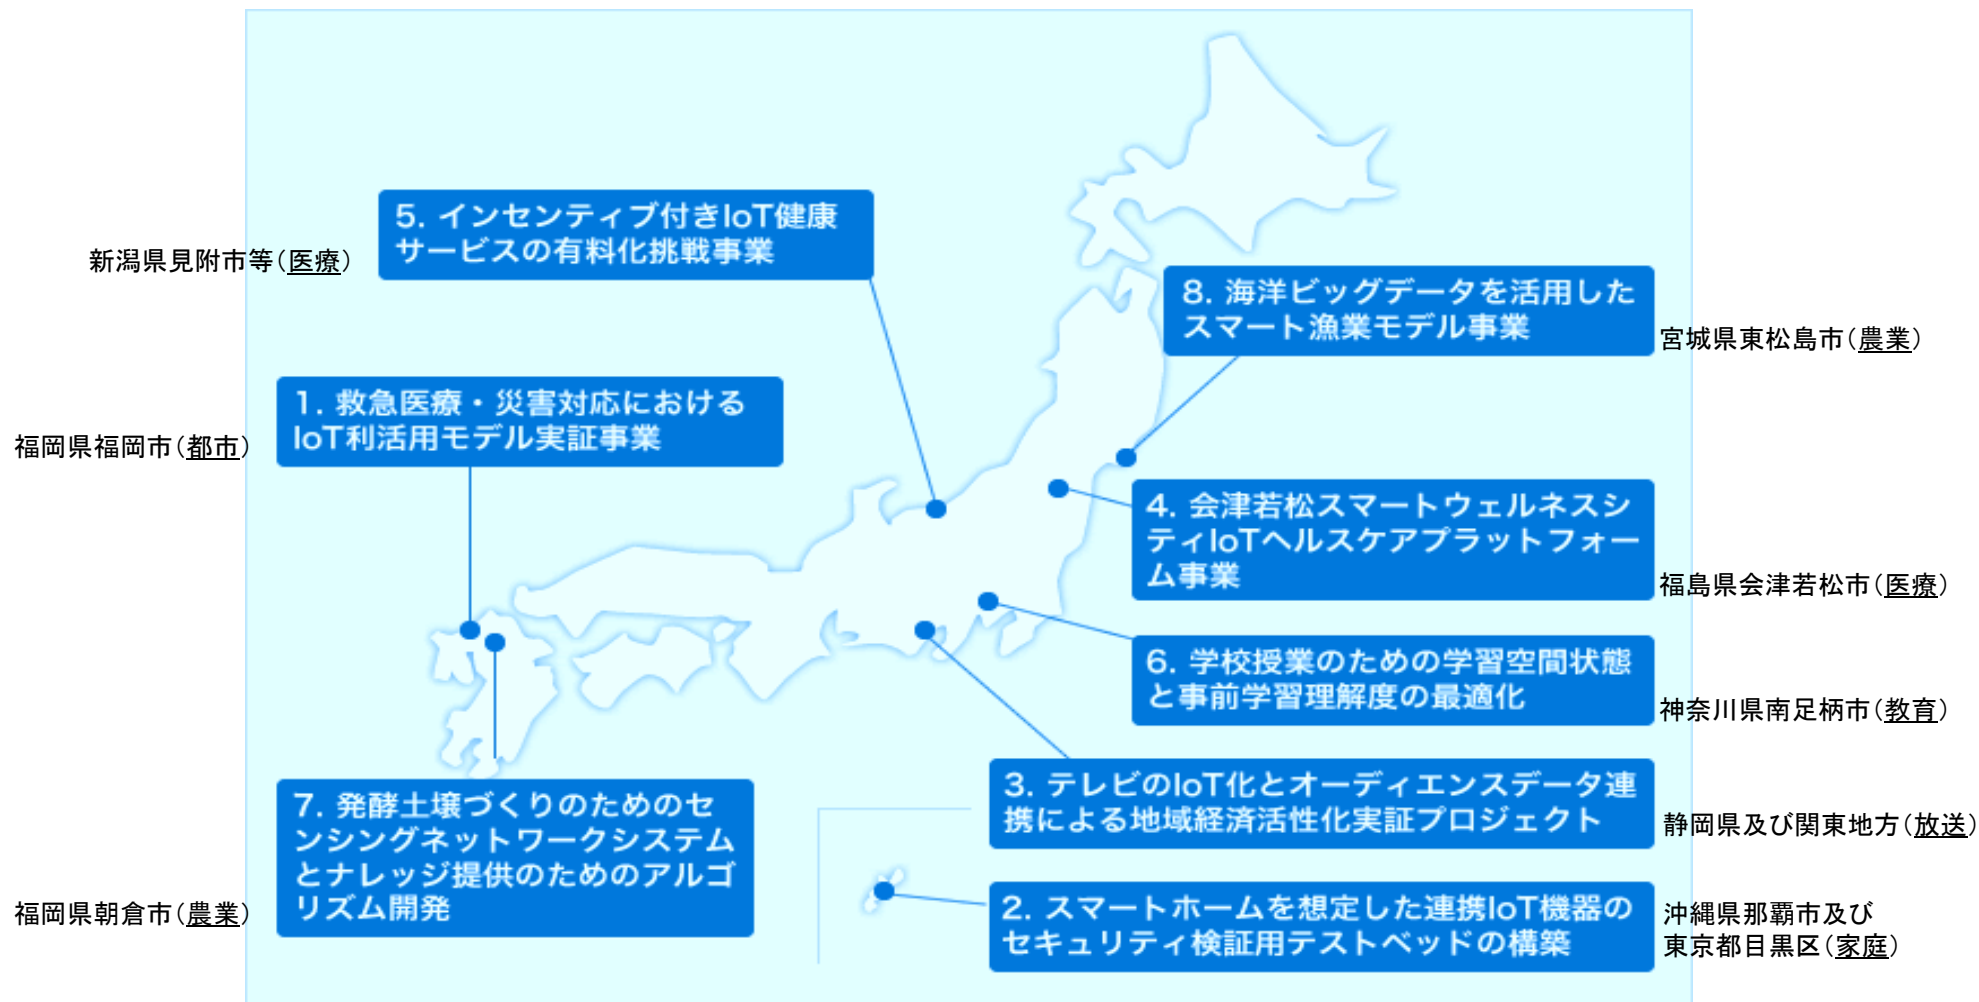 5. インセンティブ付きIoT健康
サービスの有料化挑戦事業
新潟県見附市等（医療）
8. 海洋ビッグデータを活用した
スマート漁業モデル事業
宮城県東松島市（農業）
1. 救急医療・災害対応における
IoT利活用モデル実証事業
福岡県福岡市（都市）
4. 会津若松スマートウェルネスシ
ティIoTヘルスケアプラットフォー
ム事業
福島県会津若松市（医療）
6. 学校授業のための学習空間状態
と事前学習理解度の最適化
神奈川県南足柄市（教育）
3. テレビのIoT化とオーディエンスデータ連
携による地域経済活性化実証プロジェクト
静岡県及び関東地方（放送）
7. 発酵土壌づくりのためのセ
ンシングネットワークシステム
とナレッジ提供のためのアルゴ
リズム開発
福岡県朝倉市（農業）
2. スマートホームを想定した連携IoT機器の
セキュリティ検証用テストベッドの構築
沖縄県那覇市及び
東京都目黒区（家庭）